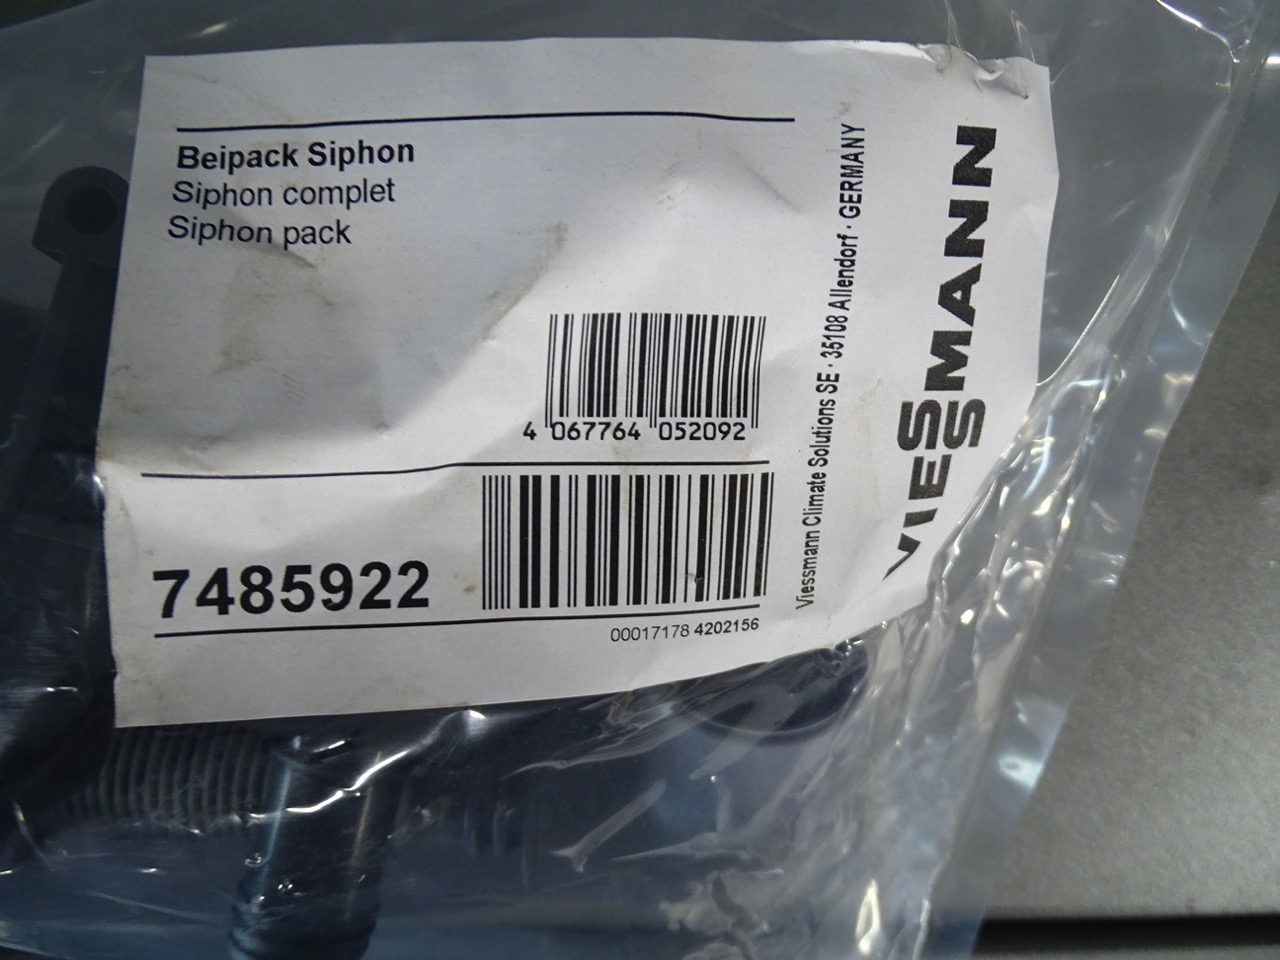 Beipack Siphon
Siphon complet
Siphon pack
4 067764 052092
7485922
00017178 4202156
Viessmann Climate Solutions SE · 35108 Allendorf · GERMANY
VIESSMANN